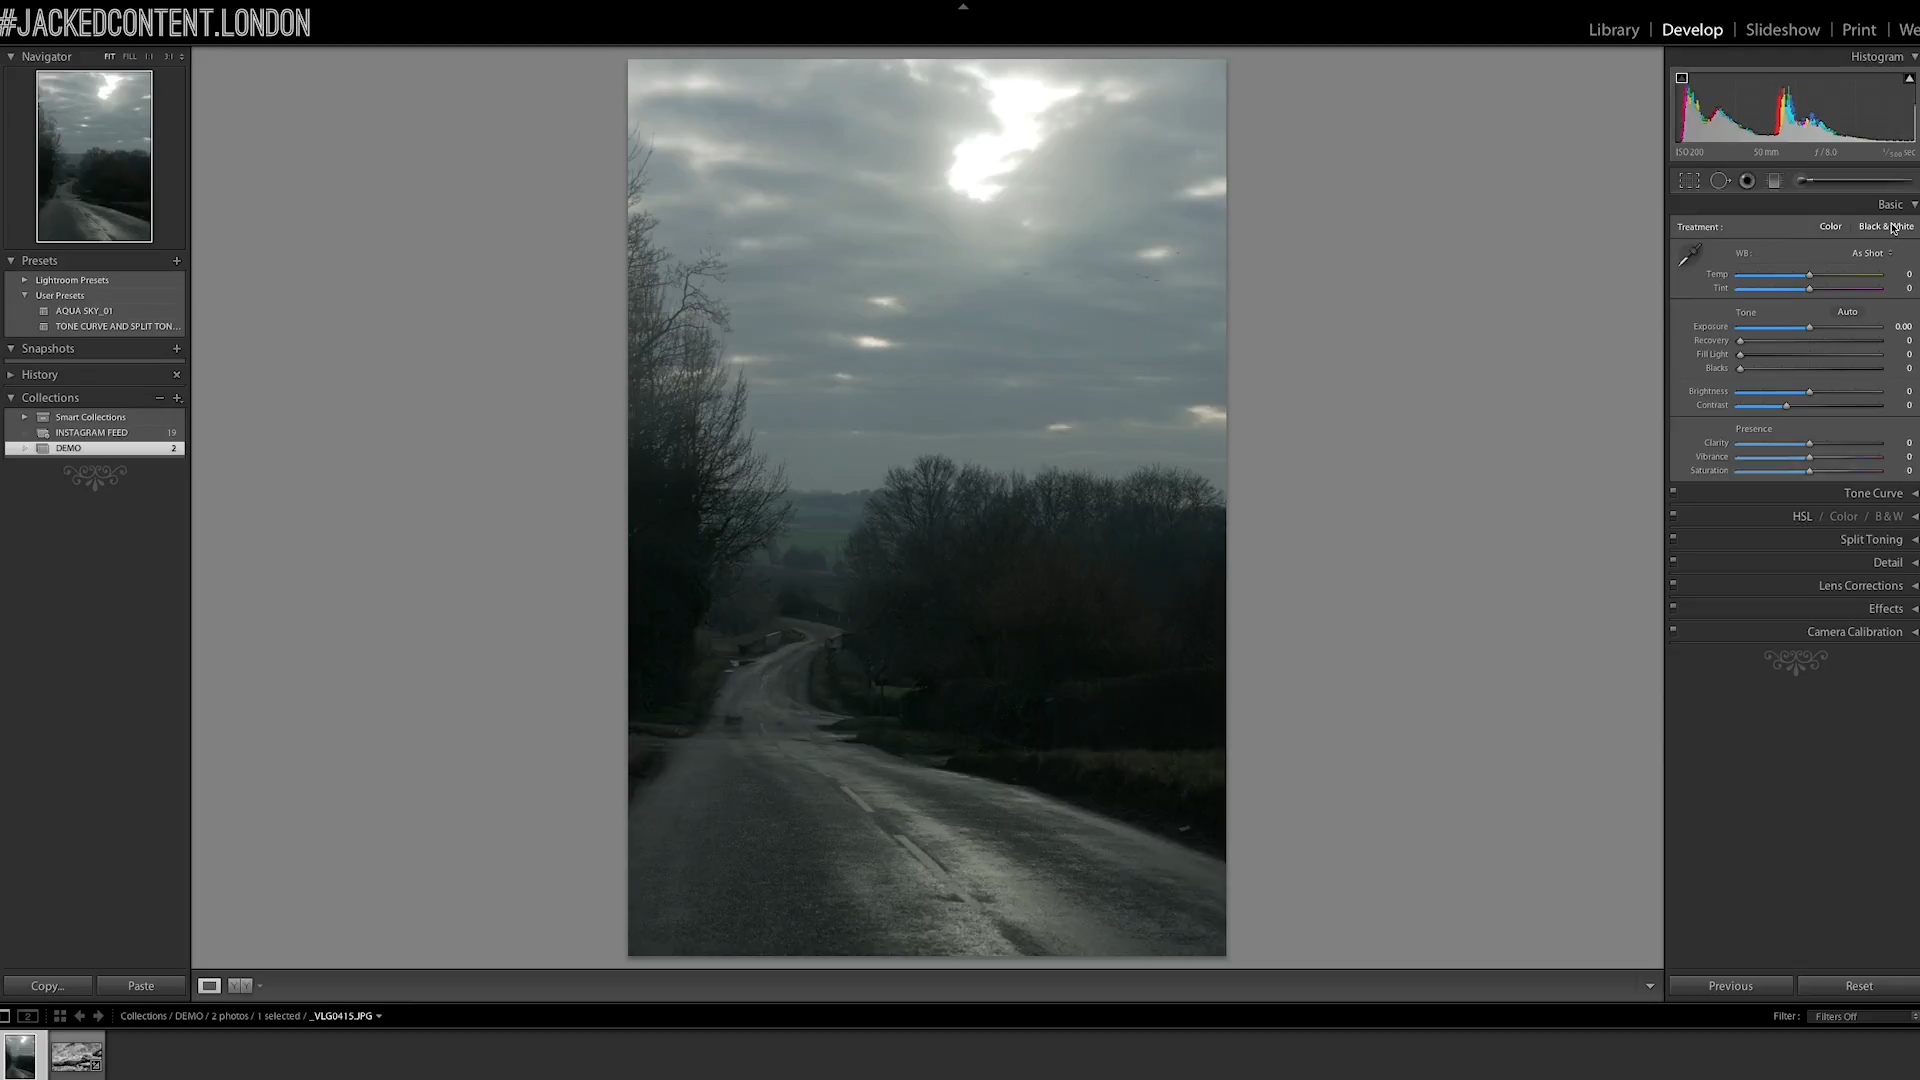 #JACKEDCONTENT.LONDON
Library | Develop | Slideshow | Print | We
Navigator FIT FILL 1:1 3:1
Presets
Lightroom Presets
User Presets
AQUA SKY_01
TONE CURVE AND SPLIT TON...
Snapshots
History
Collections
Smart Collections
INSTAGRAM FEED 19
DEMO 2
Copy... Paste
Histogram
ISO 200 50 mm ƒ / 8.0 1/500 sec
Basic
Treatment : Color Black & White
WB : As Shot
Temp 0
Tint 0
Tone Auto
Exposure 0.00
Recovery 0
Fill Light 0
Blacks 0
Brightness 0
Contrast 0
Presence
Clarity 0
Vibrance 0
Saturation 0
Tone Curve
HSL / Color / B & W
Split Toning
Detail
Lens Corrections
Effects
Camera Calibration
Previous Reset
2 Collections / DEMO / 2 photos / 1 selected / _VLG0415.JPG
Filter : Filters Off